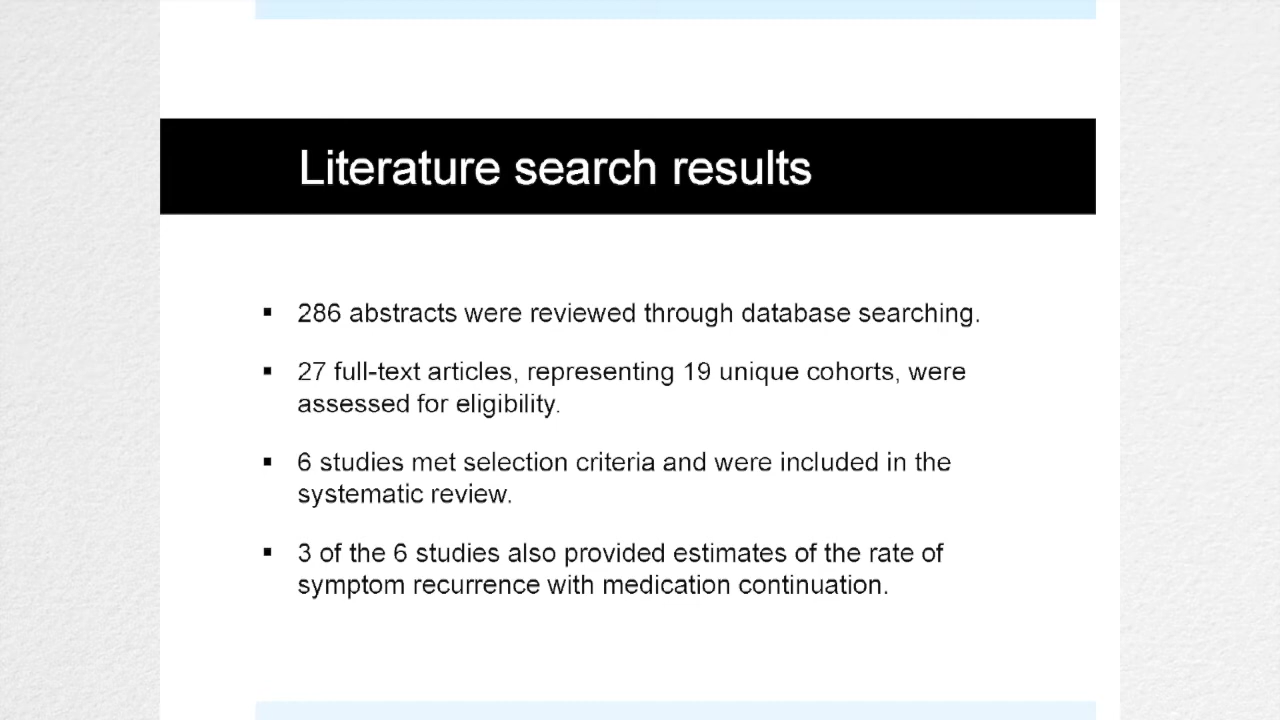 Literature search results
▪ 286 abstracts were reviewed through database searching.
▪ 27 full-text articles, representing 19 unique cohorts, were
assessed for eligibility.
▪ 6 studies met selection criteria and were included in the
systematic review.
▪ 3 of the 6 studies also provided estimates of the rate of
symptom recurrence with medication continuation.